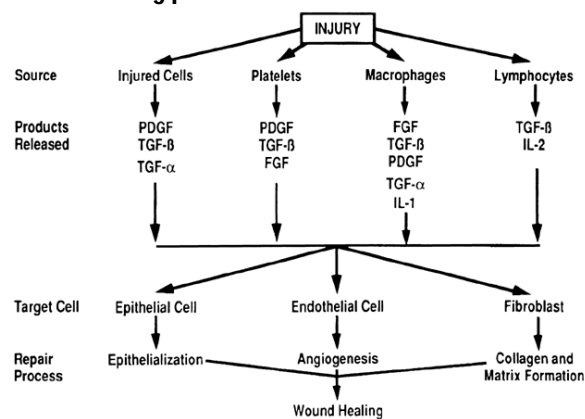 INJURY
Source Injured Cells Platelets Macrophages Lymphocytes
Products Released
PDGF PDGF FGF TGF-ß
TGF-ß TGF-ß TGF-ß IL-2
TGF-α FGF PDGF
TGF-α
IL-1
Target Cell Epithelial Cell Endothelial Cell Fibroblast
Repair Process
Epithelialization Angiogenesis Collagen and
Matrix Formation
Wound Healing